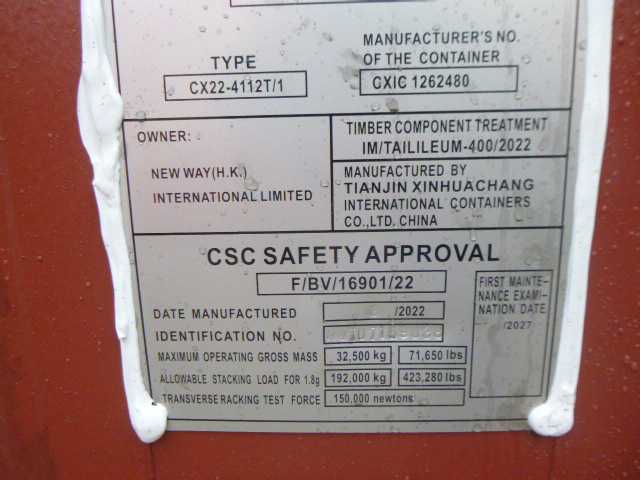 TYPE
CX22-4112T/1
MANUFACTURER'S NO.
OF THE CONTAINER
CXIC 1262480
OWNER:
NEW WAY(H.K.)
INTERNATIONAL LIMITED
TIMBER COMPONENT TREATMENT
IM/TAILILEUM-400/2022
MANUFACTURED BY
TIANJIN XINHUACHANG
INTERNATIONAL CONTAINERS
CO.,LTD. CHINA
CSC SAFETY APPROVAL
F/BV/16901/22
DATE MANUFACTURED /2022
IDENTIFICATION NO.
MAXIMUM OPERATING GROSS MASS 32,500 kg 71,650 lbs
ALLOWABLE STACKING LOAD FOR 1.8g 192,000 kg 423,280 lbs
TRANSVERSE RACKING TEST FORCE 150,000 newtons
FIRST MAINTE-
NANCE EXAMI-
NATION DATE
/2027